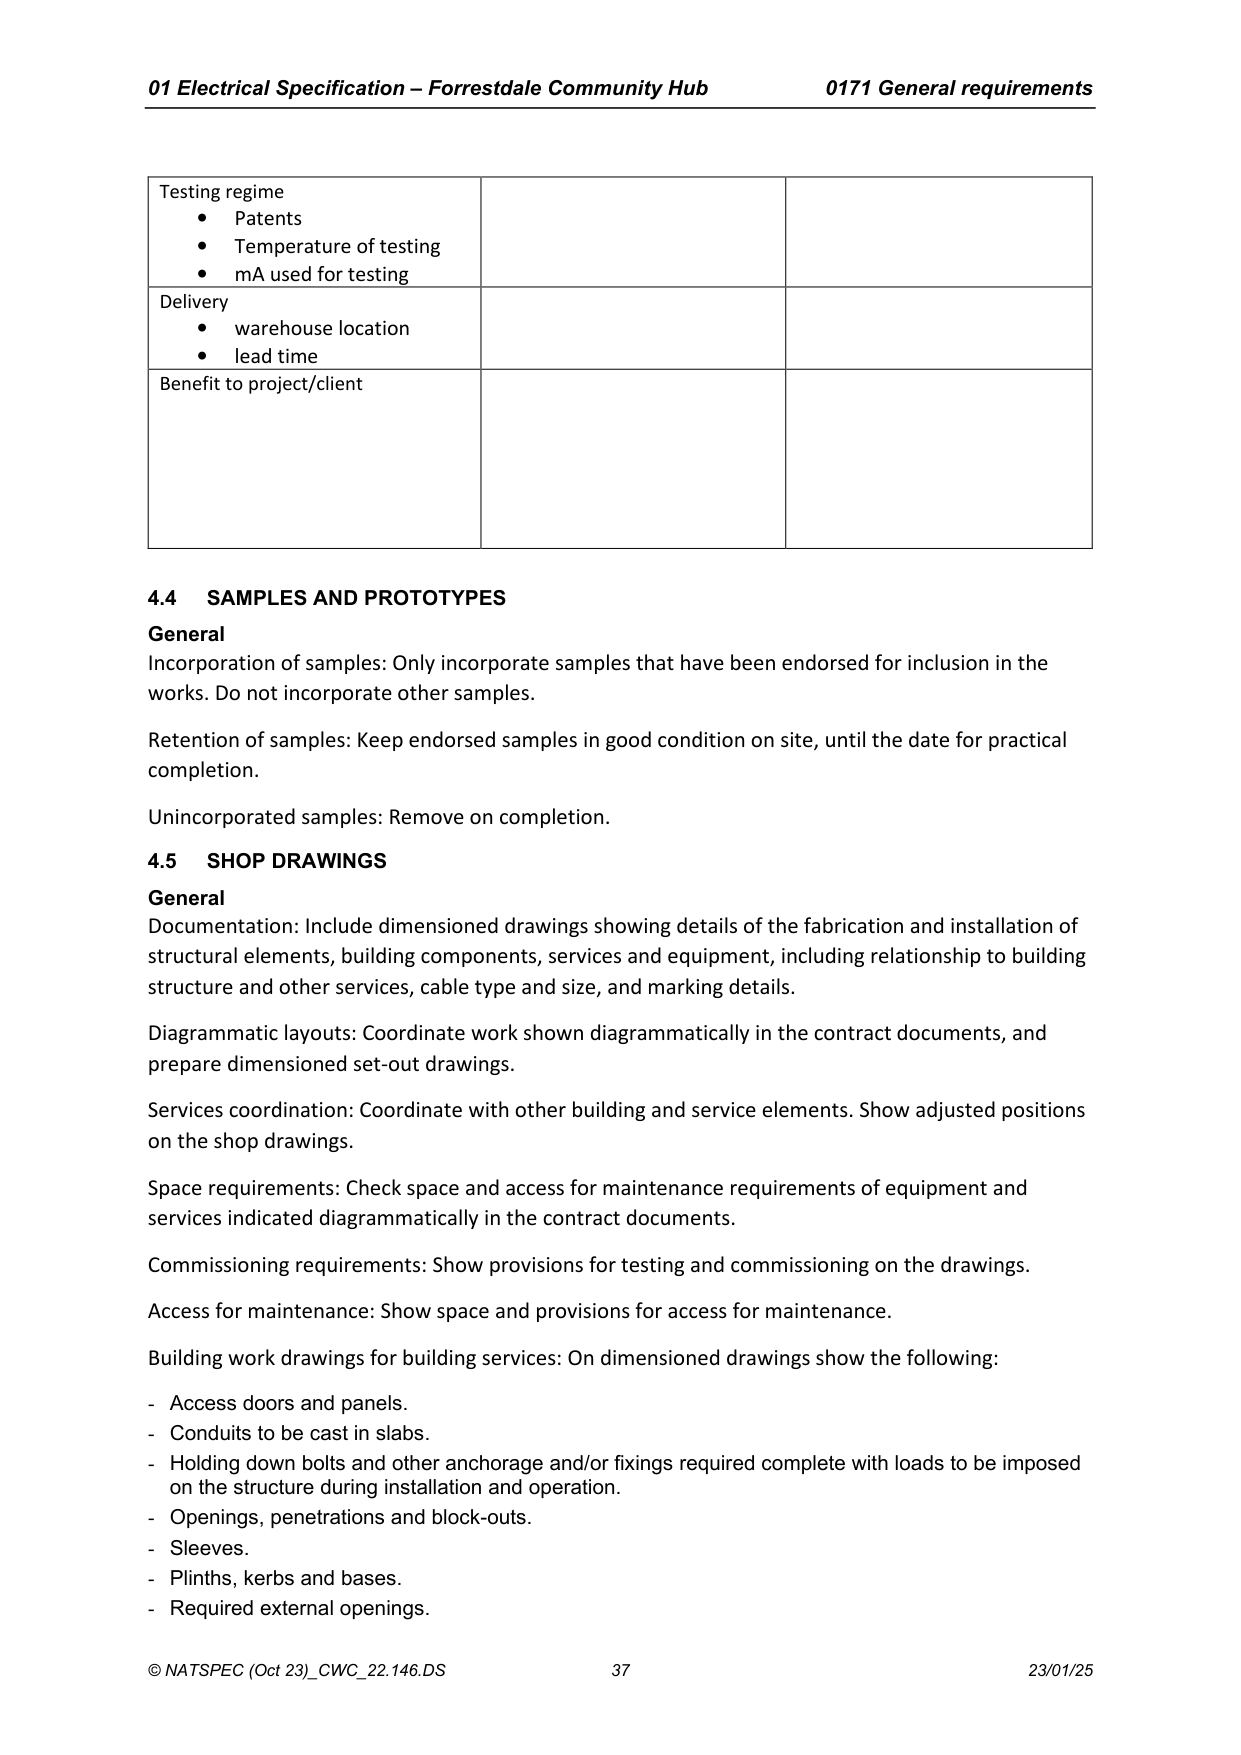 01 Electrical Specification – Forrestdale Community Hub 0171 General requirements
Testing regime
• Patents
• Temperature of testing
• mA used for testing
Delivery
• warehouse location
• lead time
Benefit to project/client
4.4 SAMPLES AND PROTOTYPES
General
Incorporation of samples: Only incorporate samples that have been endorsed for inclusion in the
works. Do not incorporate other samples.
Retention of samples: Keep endorsed samples in good condition on site, until the date for practical
completion.
Unincorporated samples: Remove on completion.
4.5 SHOP DRAWINGS
General
Documentation: Include dimensioned drawings showing details of the fabrication and installation of
structural elements, building components, services and equipment, including relationship to building
structure and other services, cable type and size, and marking details.
Diagrammatic layouts: Coordinate work shown diagrammatically in the contract documents, and
prepare dimensioned set-out drawings.
Services coordination: Coordinate with other building and service elements. Show adjusted positions
on the shop drawings.
Space requirements: Check space and access for maintenance requirements of equipment and
services indicated diagrammatically in the contract documents.
Commissioning requirements: Show provisions for testing and commissioning on the drawings.
Access for maintenance: Show space and provisions for access for maintenance.
Building work drawings for building services: On dimensioned drawings show the following:
- Access doors and panels.
- Conduits to be cast in slabs.
- Holding down bolts and other anchorage and/or fixings required complete with loads to be imposed
on the structure during installation and operation.
- Openings, penetrations and block-outs.
- Sleeves.
- Plinths, kerbs and bases.
- Required external openings.
© NATSPEC (Oct 23)_CWC_22.146.DS 37 23/01/25